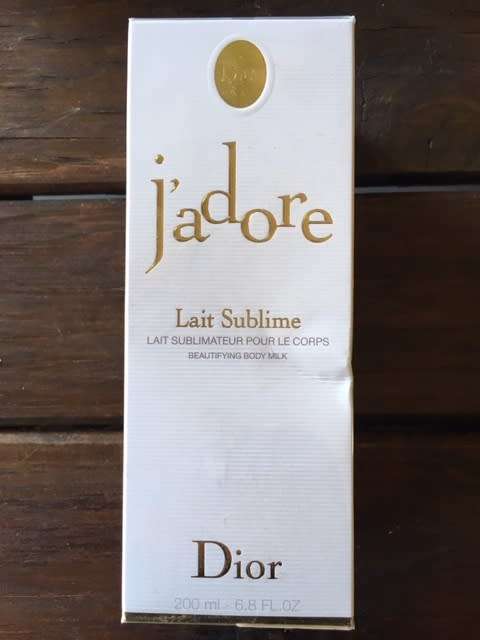 j'adore
Lait Sublime
LAIT SUBLIMATEUR POUR LE CORPS
BEAUTIFYING BODY MILK
Dior
200 ml - 6.8 FL.OZ